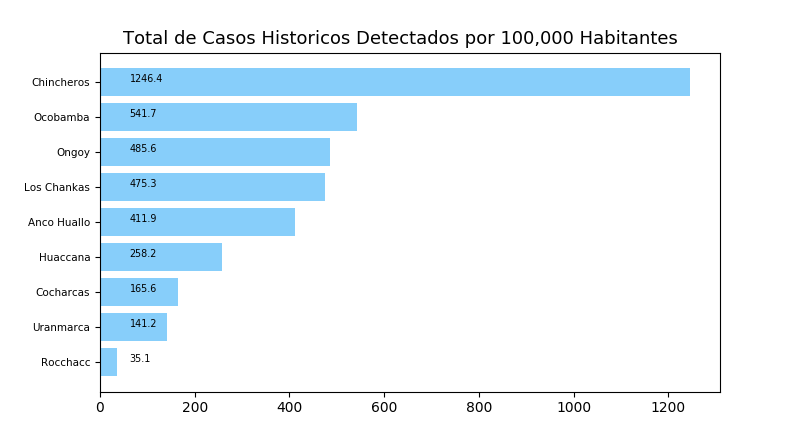 Total de Casos Historicos Detectados por 100,000 Habitantes
Chincheros 1246.4
Ocobamba 541.7
Ongoy 485.6
Los Chankas 475.3
Anco Huallo 411.9
Huaccana 258.2
Cocharcas 165.6
Uranmarca 141.2
Rocchacc 35.1
0 200 400 600 800 1000 1200